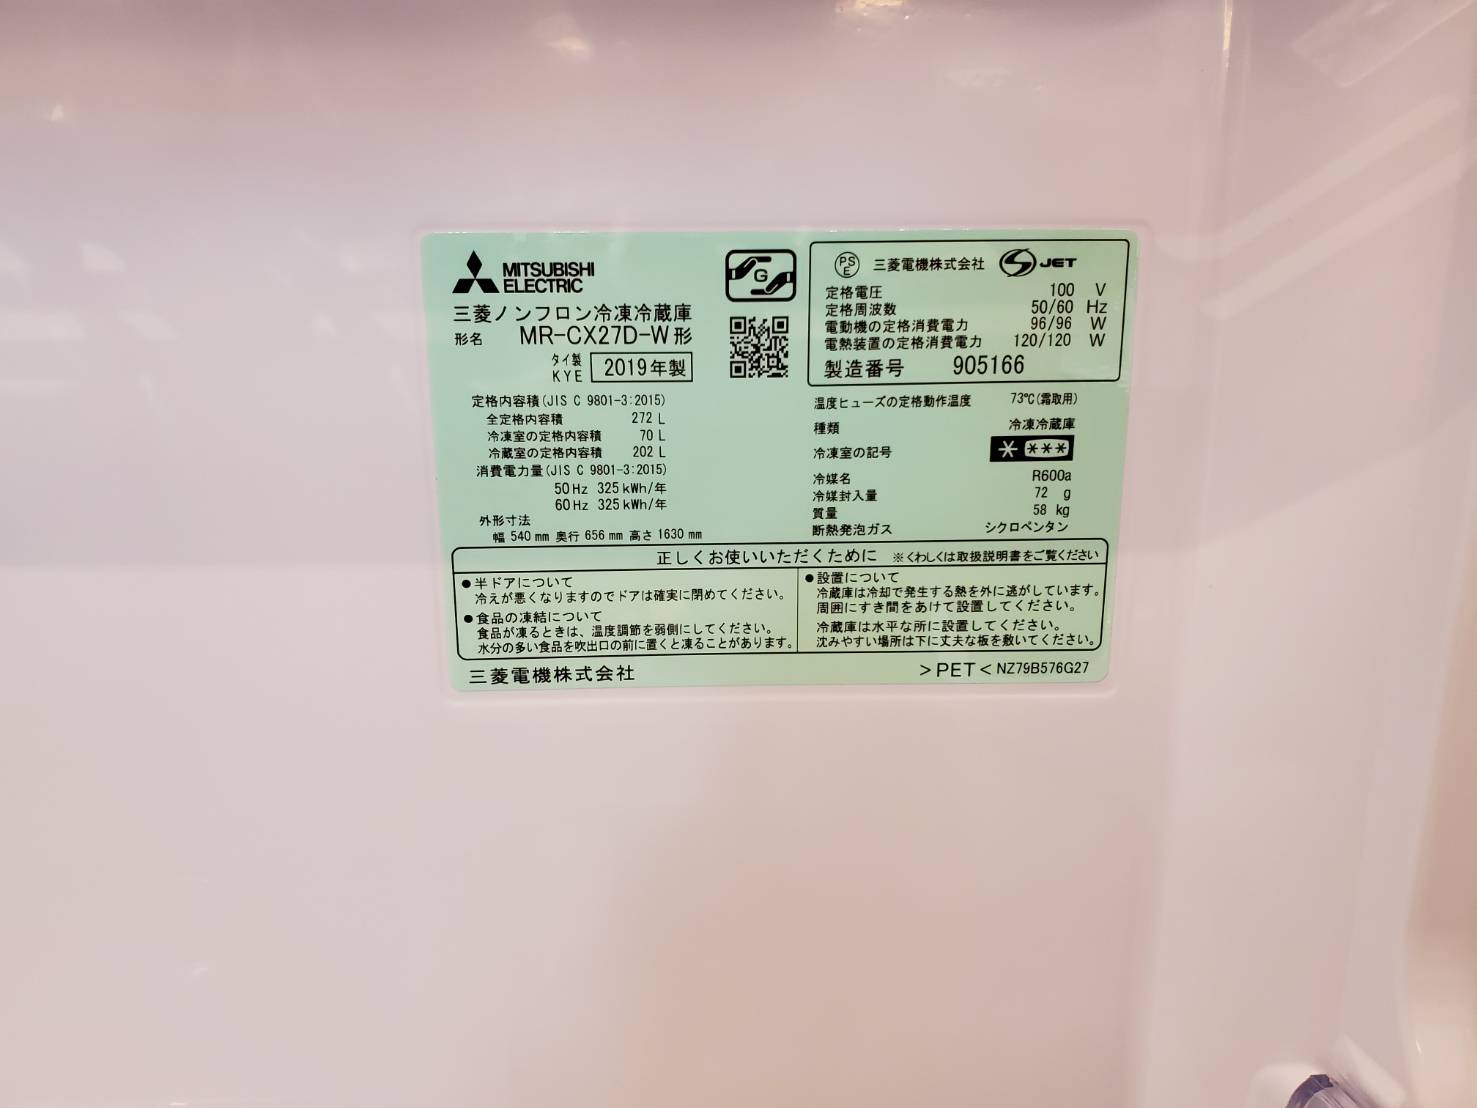 MITSUBISHI
ELECTRIC
三菱ノンフロン冷凍冷蔵庫
形名 MR-CX27D-W形
タイ製
KYE
2019年製
G
定格内容積(JIS C 9801-3:2015)
全定格内容積 272 L
冷凍室の定格内容積 70 L
冷蔵室の定格内容積 202 L
消費電力量(JIS C 9801-3:2015)
50Hz 325kWh/年
60Hz 325kWh/年
外形寸法
幅 540 mm 奥行 656 mm 高さ 1630 mm
PSE 三菱電機株式会社 JET
定格電圧 100 V
定格周波数 50/60 Hz
電動機の定格消費電力 96/96 W
電熱装置の定格消費電力 120/120 W
製造番号 905166
温度ヒューズの定格動作温度 73℃(霜取用)
種類 冷凍冷蔵庫
冷凍室の記号 * ***
冷媒名 R600a
冷媒封入量 72 g
質量 58 kg
断熱発泡ガス シクロペンタン
正しくお使いいただくために ※くわしくは取扱説明書をご覧ください
●半ドアについて
冷えが悪くなりますのでドアは確実に閉めてください。
●食品の凍結について
食品が凍るときは、温度調節を弱側にしてください。
水分の多い食品を吹出口の前に置くと凍ることがあります。
●設置について
冷蔵庫は冷却で発生する熱を外に逃がしています。
周囲にすき間をあけて設置してください。
冷蔵庫は水平な所に設置してください。
沈みやすい場所は下に丈夫な板を敷いてください。
三菱電機株式会社
>PET< NZ79B576G27